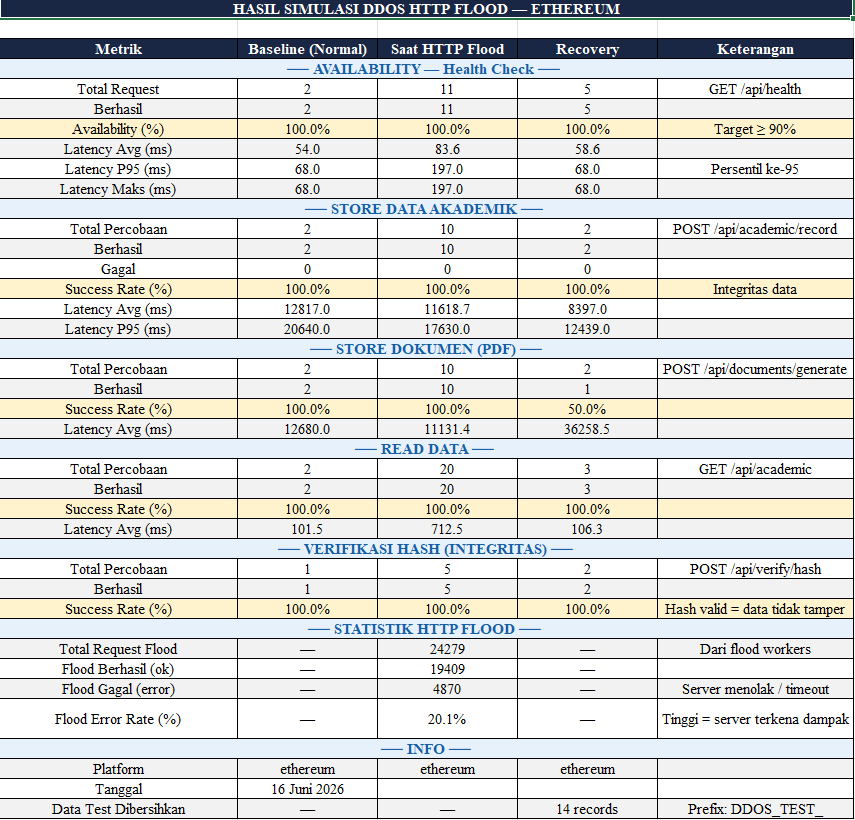 HASIL SIMULASI DDOS HTTP FLOOD — ETHEREUM
Metrik Baseline (Normal) Saat HTTP Flood Recovery Keterangan
── AVAILABILITY — Health Check ──
Total Request 2 11 5 GET /api/health
Berhasil 2 11 5
Availability (%) 100.0% 100.0% 100.0% Target ≥ 90%
Latency Avg (ms) 54.0 83.6 58.6
Latency P95 (ms) 68.0 197.0 68.0 Persentil ke-95
Latency Maks (ms) 68.0 197.0 68.0
── STORE DATA AKADEMIK ──
Total Percobaan 2 10 2 POST /api/academic/record
Berhasil 2 10 2
Gagal 0 0 0
Success Rate (%) 100.0% 100.0% 100.0% Integritas data
Latency Avg (ms) 12817.0 11618.7 8397.0
Latency P95 (ms) 20640.0 17630.0 12439.0
── STORE DOKUMEN (PDF) ──
Total Percobaan 2 10 2 POST /api/documents/generate
Berhasil 2 10 1
Success Rate (%) 100.0% 100.0% 50.0%
Latency Avg (ms) 12680.0 11131.4 36258.5
── READ DATA ──
Total Percobaan 2 20 3 GET /api/academic
Berhasil 2 20 3
Success Rate (%) 100.0% 100.0% 100.0%
Latency Avg (ms) 101.5 712.5 106.3
── VERIFIKASI HASH (INTEGRITAS) ──
Total Percobaan 1 5 2 POST /api/verify/hash
Berhasil 1 5 2
Success Rate (%) 100.0% 100.0% 100.0% Hash valid = data tidak tamper
── STATISTIK HTTP FLOOD ──
Total Request Flood — 24279 — Dari flood workers
Flood Berhasil (ok) — 19409 —
Flood Gagal (error) — 4870 — Server menolak / timeout
Flood Error Rate (%) — 20.1% — Tinggi = server terkena dampak
── INFO ──
Platform ethereum ethereum ethereum
Tanggal 16 Juni 2026
Data Test Dibersihkan — — 14 records Prefix: DDOS_TEST_